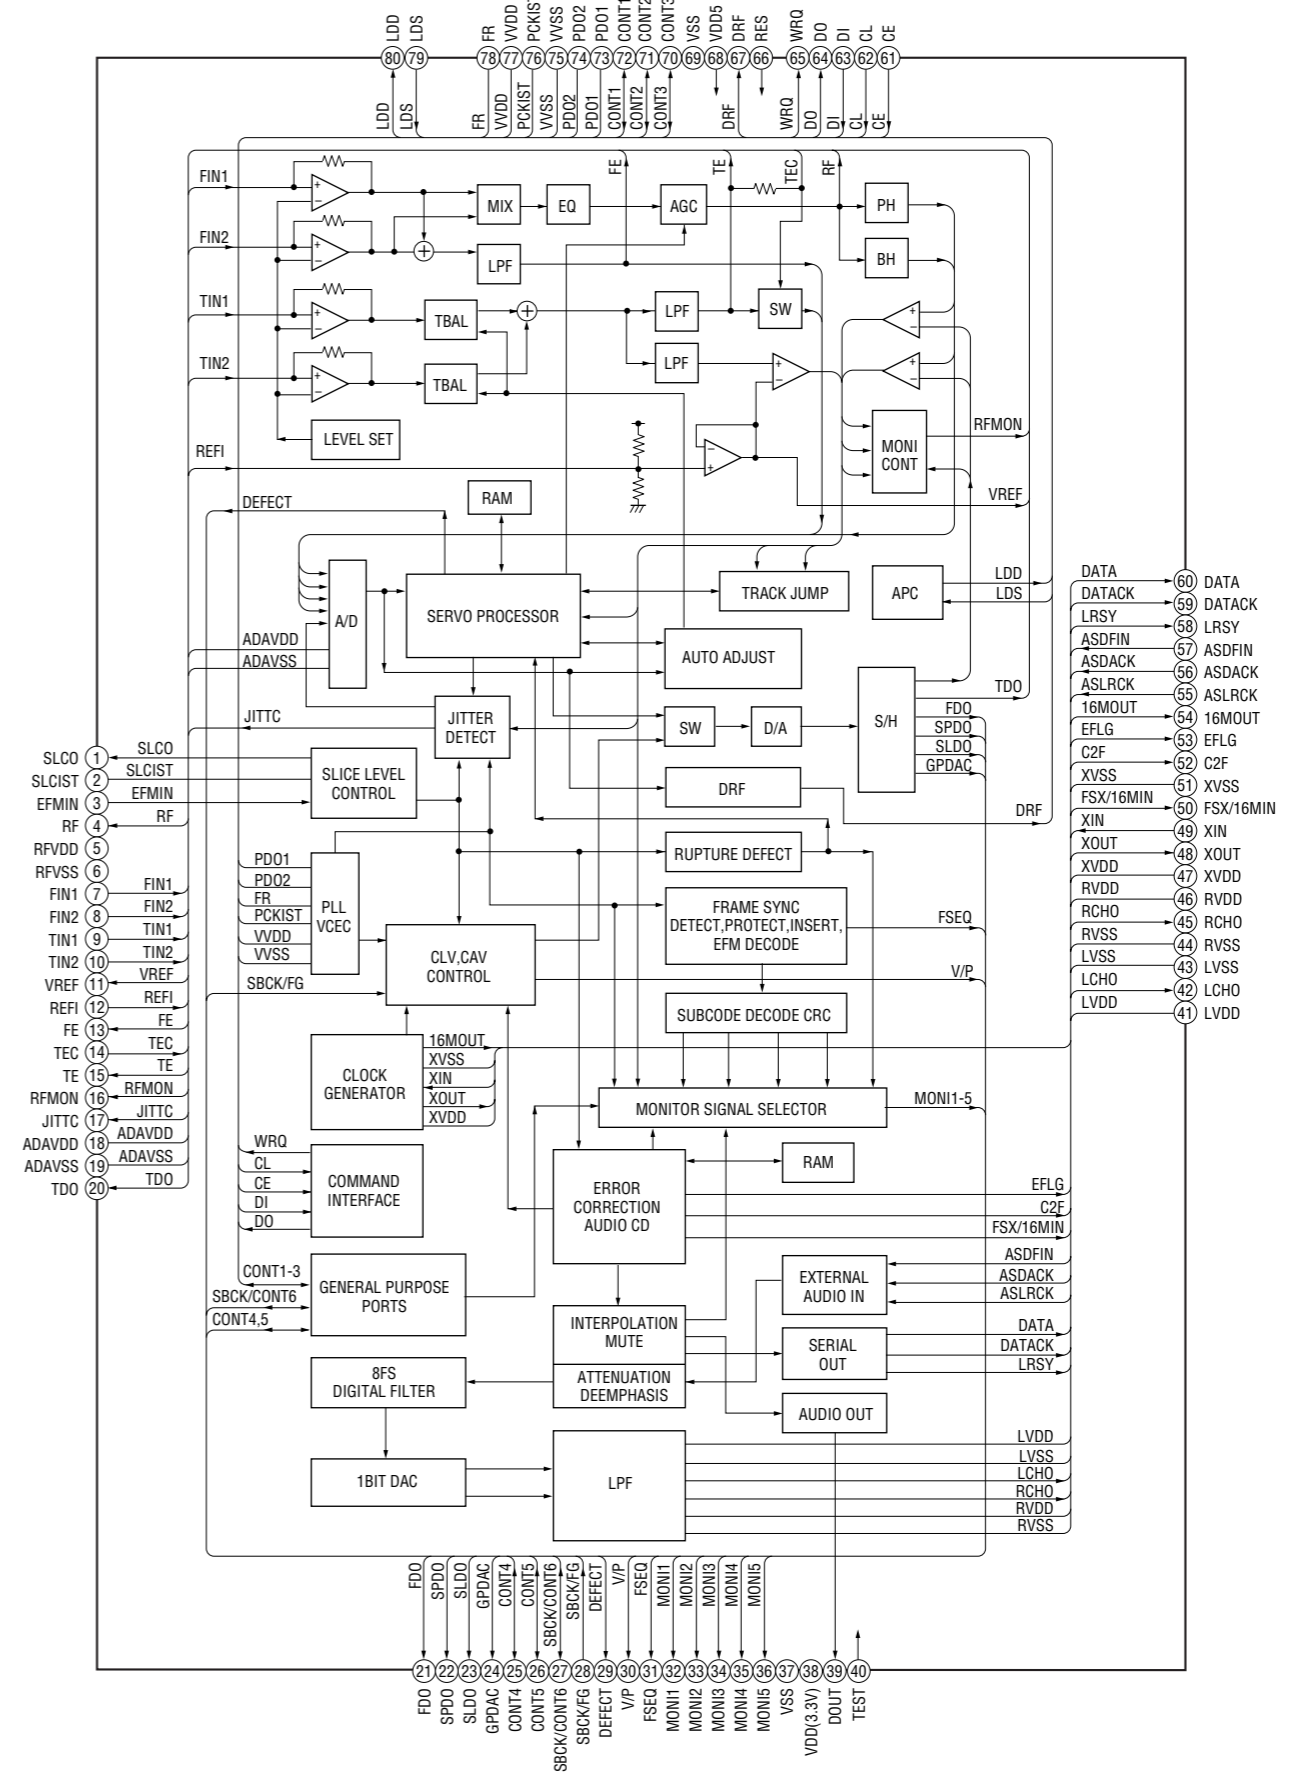 LDD
LDS
FR
VVDD
PCKIST
VVSS
PDO2
PDO1
CONT1
CONT2
CONT3
VSS
VDD5
DRF
RES
WRQ
DO
DI
CL
CE
80
79
78
77
76
75
74
73
72
71
70
69
68
67
66
65
64
63
62
61
LDD
LDS
FR
VVDD
PCKIST
VVSS
PDO2
PDO1
CONT1
CONT2
CONT3
DRF
WRQ
DO
DI
CL
CE
FIN1
FIN2
TIN1
TIN2
REFI
+
−
+
−
+
−
+
−
MIX
EQ
AGC
PH
BH
LPF
FE
TE
TEC
RF
TBAL
TBAL
LPF
LPF
SW
+
−
+
−
+
−
−
+
LEVEL SET
MONI
CONT
RFMON
VREF
DEFECT
RAM
A/D
SERVO PROCESSOR
TRACK JUMP
APC
LDD
LDS
ADAVDD
ADAVSS
AUTO ADJUST
JITTC
JITTER
DETECT
SW
D/A
S/H
TDO
FDO
SPDO
SLDO
GPDAC
SLICE LEVEL
CONTROL
DRF
DRF
RUPTURE DEFECT
PDO1
PDO2
FR
PCKIST
VVDD
VVSS
PLL
VCEC
FRAME SYNC
DETECT,PROTECT,INSERT,
EFM DECODE
FSEQ
CLV,CAV
CONTROL
V/P
SBCK/FG
SUBCODE DECODE CRC
CLOCK
GENERATOR
16MOUT
XVSS
XIN
XOUT
XVDD
MONITOR SIGNAL SELECTOR
MONI1-5
WRQ
CL
CE
DI
DO
COMMAND
INTERFACE
ERROR
CORRECTION
AUDIO CD
RAM
EFLG
C2F
FSX/16MIN
CONT1-3
SBCK/CONT6
CONT4,5
GENERAL PURPOSE
PORTS
EXTERNAL
AUDIO IN
ASDFIN
ASDACK
ASLRCK
INTERPOLATION
MUTE
ATTENUATION
DEEMPHASIS
SERIAL
OUT
DATA
DATACK
LRSY
8FS
DIGITAL FILTER
AUDIO OUT
1BIT DAC
LPF
LVDD
LVSS
LCHO
RCHO
RVDD
RVSS
SLCO 1 SLCO
SLCIST 2 SLCIST
EFMIN 3 EFMIN
RF 4 RF
RFVDD 5
RFVSS 6
FIN1 7 FIN1
FIN2 8 FIN2
TIN1 9 TIN1
TIN2 10 TIN2
VREF 11 VREF
REFI 12 REFI
FE 13 FE
TEC 14 TEC
TE 15 TE
RFMON 16 RFMON
JITTC 17 JITTC
ADAVDD 18 ADAVDD
ADAVSS 19 ADAVSS
TDO 20 TDO
DATA 60 DATA
DATACK 59 DATACK
LRSY 58 LRSY
ASDFIN 57 ASDFIN
ASDACK 56 ASDACK
ASLRCK 55 ASLRCK
16MOUT 54 16MOUT
EFLG 53 EFLG
C2F 52 C2F
XVSS 51 XVSS
FSX/16MIN 50 FSX/16MIN
XIN 49 XIN
XOUT 48 XOUT
XVDD 47 XVDD
RVDD 46 RVDD
RCHO 45 RCHO
RVSS 44 RVSS
LVSS 43 LVSS
LCHO 42 LCHO
LVDD 41 LVDD
FDO
SPDO
SLDO
GPDAC
CONT4
CONT5
SBCK/CONT6
SBCK/FG
DEFECT
V/P
FSEQ
MONI1
MONI2
MONI3
MONI4
MONI5
21
22
23
24
25
26
27
28
29
30
31
32
33
34
35
36
37
38
39
40
FDO
SPDO
SLDO
GPDAC
CONT4
CONT5
SBCK/CONT6
SBCK/FG
DEFECT
V/P
FSEQ
MONI1
MONI2
MONI3
MONI4
MONI5
VSS
VDD(3.3V)
DOUT
TEST